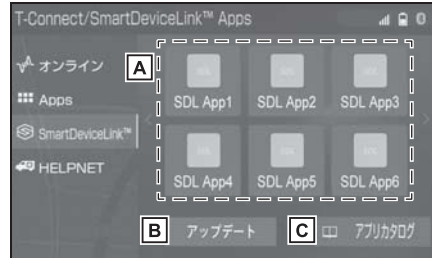 T-Connect/SmartDeviceLink™ Apps
オンライン
Apps
SmartDeviceLink™
HELPNET
A
SDL App1 SDL App2 SDL App3
SDL App4 SDL App5 SDL App6
B アップデート C アプリカタログ